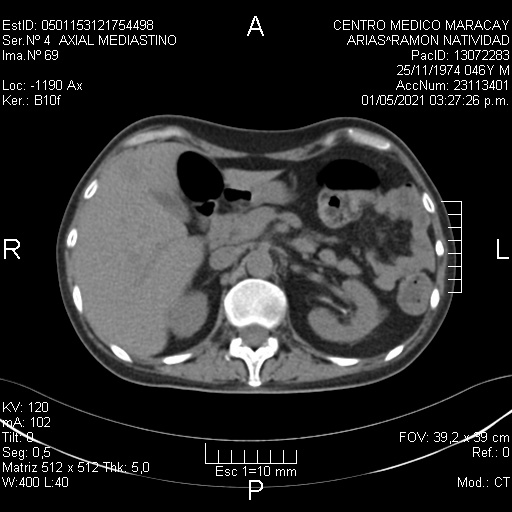 EstID: 0501153121754498
Ser.Nº 4 AXIAL MEDIASTINO
Ima.Nº 69
Loc: -1190 Ax
Ker.: B10f
A
CENTRO MEDICO MARACAY
ARIAS^RAMON NATIVIDAD
PacID: 13072283
25/11/1974 046Y M
AccNum: 23113401
01/05/2021 03:27:26 p.m.
R
L
KV: 120
mA: 102
Tilt: 0
Seg: 0,5
Matriz 512 x 512 Thk: 5,0
W:400 L:40
Esc 1=10 mm
P
FOV: 39,2 x 39 cm
Ref.: 0
Mod.: CT